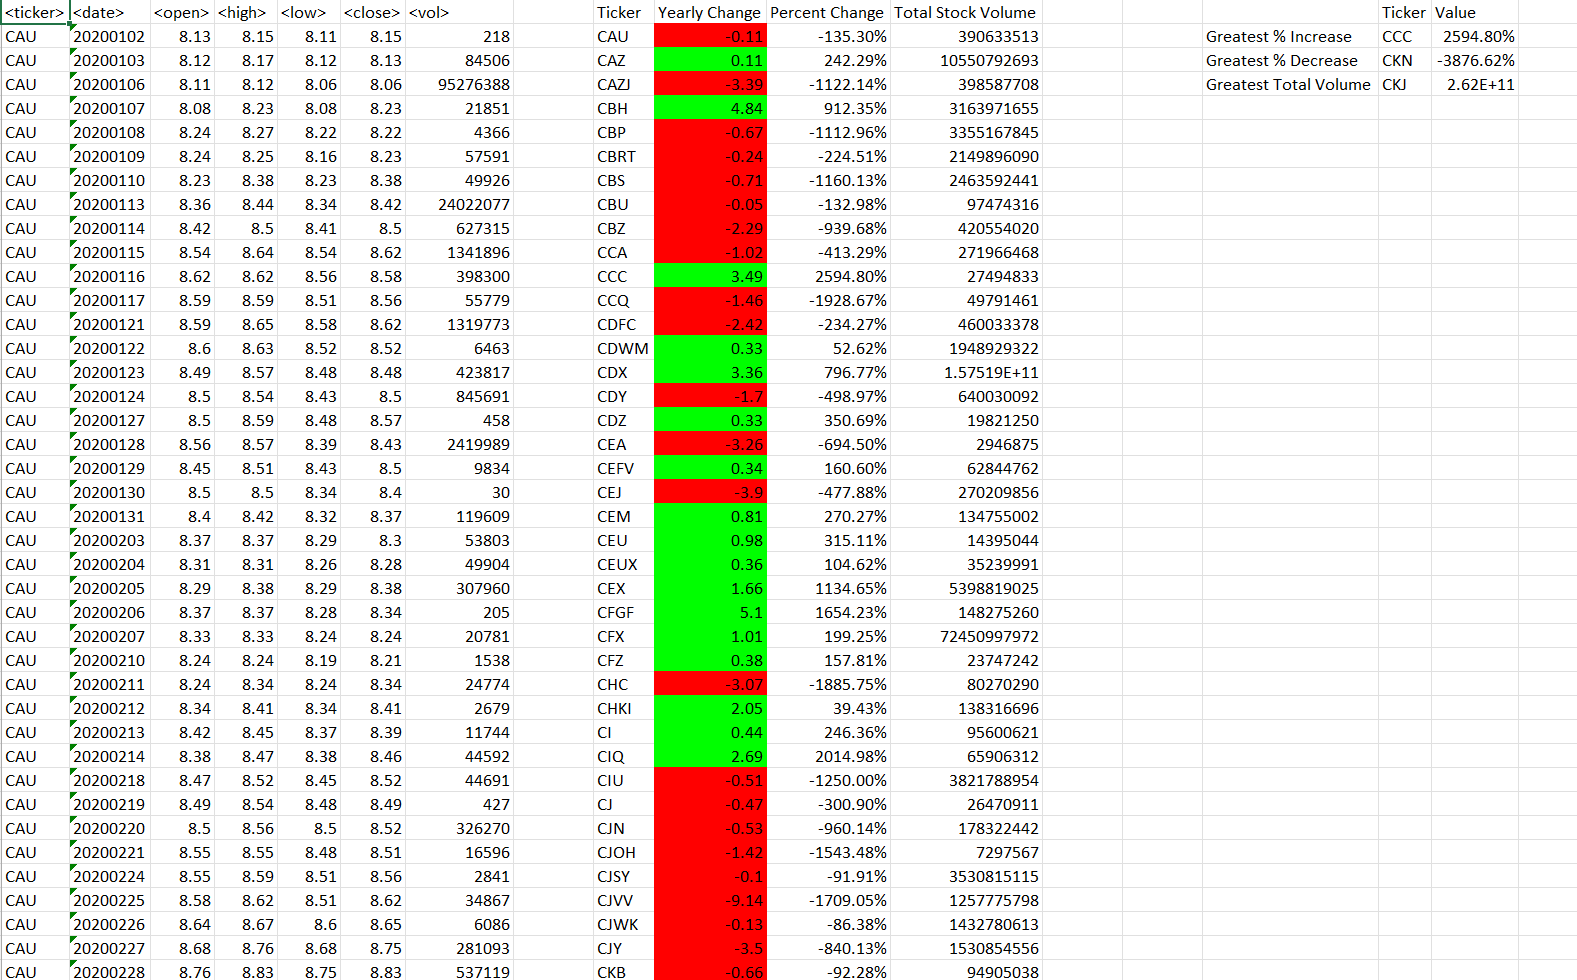 <ticker> <date> <open> <high> <low> <close> <vol> Ticker Yearly Change Percent Change Total Stock Volume Ticker Value
CAU 20200102 8.13 8.15 8.11 8.15 218 CAU -0.11 -135.30% 390633513 Greatest % Increase CCC 2594.80%
CAU 20200103 8.12 8.17 8.12 8.13 84506 CAZ 0.11 242.29% 10550792693 Greatest % Decrease CKN -3876.62%
CAU 20200106 8.11 8.12 8.06 8.06 95276388 CAZJ -3.39 -1122.14% 398587708 Greatest Total Volume CKJ 2.62E+11
CAU 20200107 8.08 8.23 8.08 8.23 21851 CBH 4.84 912.35% 3163971655
CAU 20200108 8.24 8.27 8.22 8.22 4366 CBP -0.67 -1112.96% 3355167845
CAU 20200109 8.24 8.25 8.16 8.23 57591 CBRT -0.24 -224.51% 2149896090
CAU 20200110 8.23 8.38 8.23 8.38 49926 CBS -0.71 -1160.13% 2463592441
CAU 20200113 8.36 8.44 8.34 8.42 24022077 CBU -0.05 -132.98% 97474316
CAU 20200114 8.42 8.5 8.41 8.5 627315 CBZ -2.29 -939.68% 420554020
CAU 20200115 8.54 8.64 8.54 8.62 1341896 CCA -1.02 -413.29% 271966468
CAU 20200116 8.62 8.62 8.56 8.58 398300 CCC 3.49 2594.80% 27494833
CAU 20200117 8.59 8.59 8.51 8.56 55779 CCQ -1.46 -1928.67% 49791461
CAU 20200121 8.59 8.65 8.58 8.62 1319773 CDFC -2.42 -234.27% 460033378
CAU 20200122 8.6 8.63 8.52 8.52 6463 CDWM 0.33 52.62% 1948929322
CAU 20200123 8.49 8.57 8.48 8.48 423817 CDX 3.36 796.77% 1.57519E+11
CAU 20200124 8.5 8.54 8.43 8.5 845691 CDY -1.7 -498.97% 640030092
CAU 20200127 8.5 8.59 8.48 8.57 458 CDZ 0.33 350.69% 19821250
CAU 20200128 8.56 8.57 8.39 8.43 2419989 CEA -3.26 -694.50% 2946875
CAU 20200129 8.45 8.51 8.43 8.5 9834 CEFV 0.34 160.60% 62844762
CAU 20200130 8.5 8.5 8.34 8.4 30 CEJ -3.9 -477.88% 270209856
CAU 20200131 8.4 8.42 8.32 8.37 119609 CEM 0.81 270.27% 134755002
CAU 20200203 8.37 8.37 8.29 8.3 53803 CEU 0.98 315.11% 14395044
CAU 20200204 8.31 8.31 8.26 8.28 49904 CEUX 0.36 104.62% 35239991
CAU 20200205 8.29 8.38 8.29 8.38 307960 CEX 1.66 1134.65% 5398819025
CAU 20200206 8.37 8.37 8.28 8.34 205 CFGF 5.1 1654.23% 148275260
CAU 20200207 8.33 8.33 8.24 8.24 20781 CFX 1.01 199.25% 72450997972
CAU 20200210 8.24 8.24 8.19 8.21 1538 CFZ 0.38 157.81% 23747242
CAU 20200211 8.24 8.34 8.24 8.34 24774 CHC -3.07 -1885.75% 80270290
CAU 20200212 8.34 8.41 8.34 8.41 2679 CHKI 2.05 39.43% 138316696
CAU 20200213 8.42 8.45 8.37 8.39 11744 CI 0.44 246.36% 95600621
CAU 20200214 8.38 8.47 8.38 8.46 44592 CIQ 2.69 2014.98% 65906312
CAU 20200218 8.47 8.52 8.45 8.52 44691 CIU -0.51 -1250.00% 3821788954
CAU 20200219 8.49 8.54 8.48 8.49 427 CJ -0.47 -300.90% 26470911
CAU 20200220 8.5 8.56 8.5 8.52 326270 CJN -0.53 -960.14% 178322442
CAU 20200221 8.55 8.55 8.48 8.51 16596 CJOH -1.42 -1543.48% 7297567
CAU 20200224 8.55 8.59 8.51 8.56 2841 CJSY -0.1 -91.91% 3530815115
CAU 20200225 8.58 8.62 8.51 8.62 34867 CJVV -9.14 -1709.05% 1257775798
CAU 20200226 8.64 8.67 8.6 8.65 6086 CJWK -0.13 -86.38% 1432780613
CAU 20200227 8.68 8.76 8.68 8.75 281093 CJY -3.5 -840.13% 1530854556
CAU 20200228 8.76 8.83 8.75 8.83 537119 CKB -0.66 -92.28% 94905038